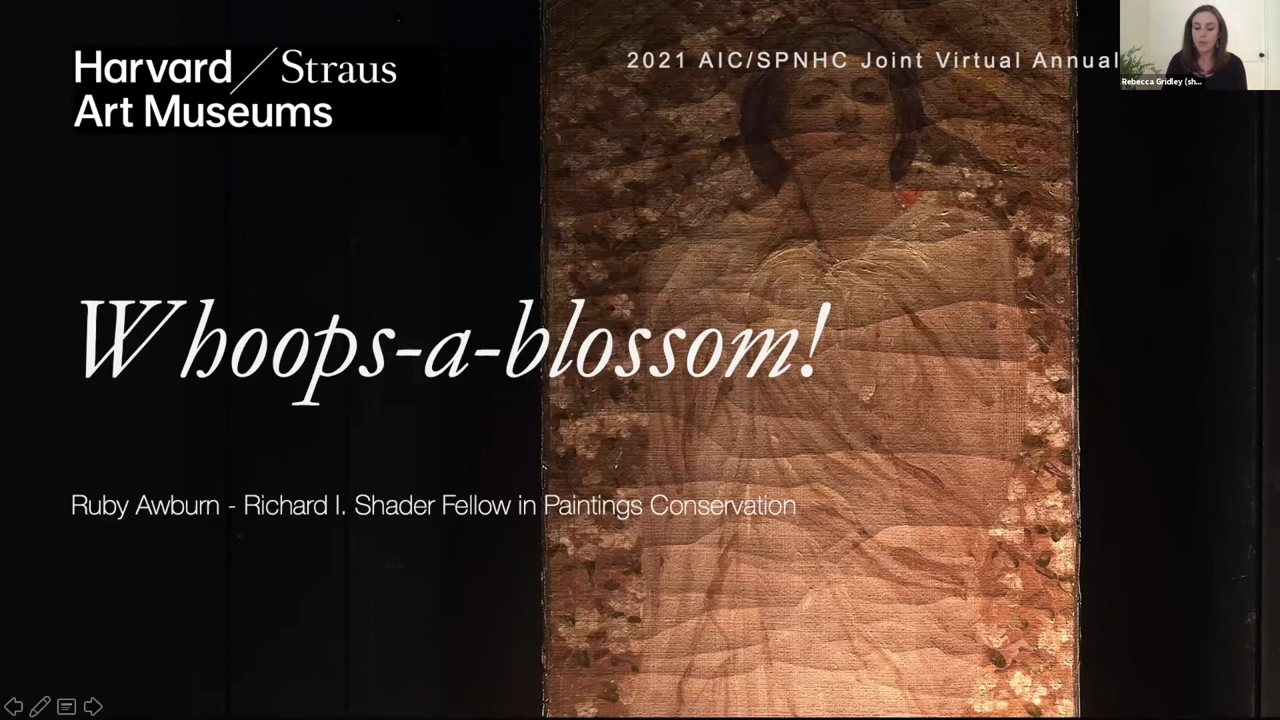 Harvard / Straus
Art Museums
2021 AIC/SPNHC Joint Virtual Annual
Rebecca Gridley (sh...
Whoops-a-blossom!
Ruby Awburn - Richard I. Shader Fellow in Paintings Conservation